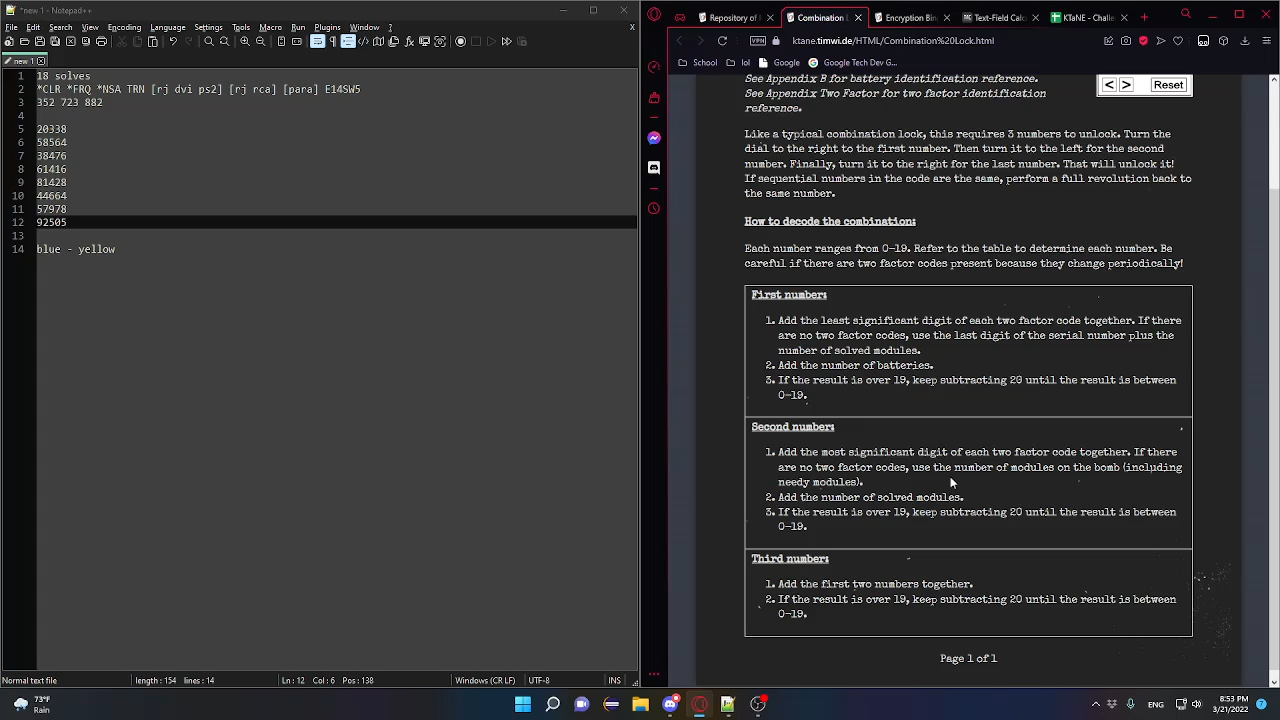 *new 1 - Notepad++
File Edit Search View Encoding Language Settings Tools Macro Run Plugins Window ?
X
new 1
1 18 solves
2 *CLR *FRQ *NSA TRN [rj dvi ps2] [rj rca] [para] EI4SW5
3 352 723 882
4
5 20338
6 58564
7 38476
8 61416
9 81428
10 44664
11 57978
12 92505
13
14 blue - yellow
Normal text file length : 154 lines : 14 Ln : 12 Col : 6 Pos : 138 Windows (CR LF) UTF-8 INS
Repository of Combination L Encryption Bin Text-Field Calc KTaNE - Challe
VPN ktane.timwi.de/HTML/Combination%20Lock.html
School lol Google Google Tech Dev G...
See Appendix B for battery identification reference.
See Appendix Two Factor for two factor identification
reference.
< > Reset
Like a typical combination lock, this requires 3 numbers to unlock. Turn the
dial to the right to the first number. Then turn it to the left for the second
number. Finally, turn it to the right for the last number. That will unlock it!
If sequential numbers in the code are the same, perform a full revolution back to
the same number.
How to decode the combination:
Each number ranges from 0-19. Refer to the table to determine each number. Be
careful if there are two factor codes present because they change periodically!
First number:
1. Add the least significant digit of each two factor code together. If there
are no two factor codes, use the last digit of the serial number plus the
number of solved modules.
2. Add the number of batteries.
3. If the result is over 19, keep subtracting 20 until the result is between
0-19.
Second number:
1. Add the most significant digit of each two factor code together. If there
are no two factor codes, use the number of modules on the bomb (including
needy modules).
2. Add the number of solved modules.
3. If the result is over 19, keep subtracting 20 until the result is between
0-19.
Third number:
1. Add the first two numbers together.
2. If the result is over 19, keep subtracting 20 until the result is between
0-19.
Page 1 of 1
73°F
Rain
ENG
8:53 PM
3/21/2022